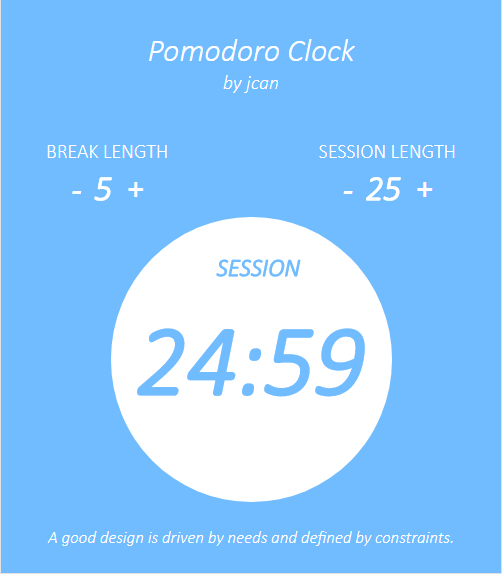 Pomodoro Clock
by jcan
BREAK LENGTH
- 5 +
SESSION LENGTH
- 25 +
SESSION
24:59
A good design is driven by needs and defined by constraints.